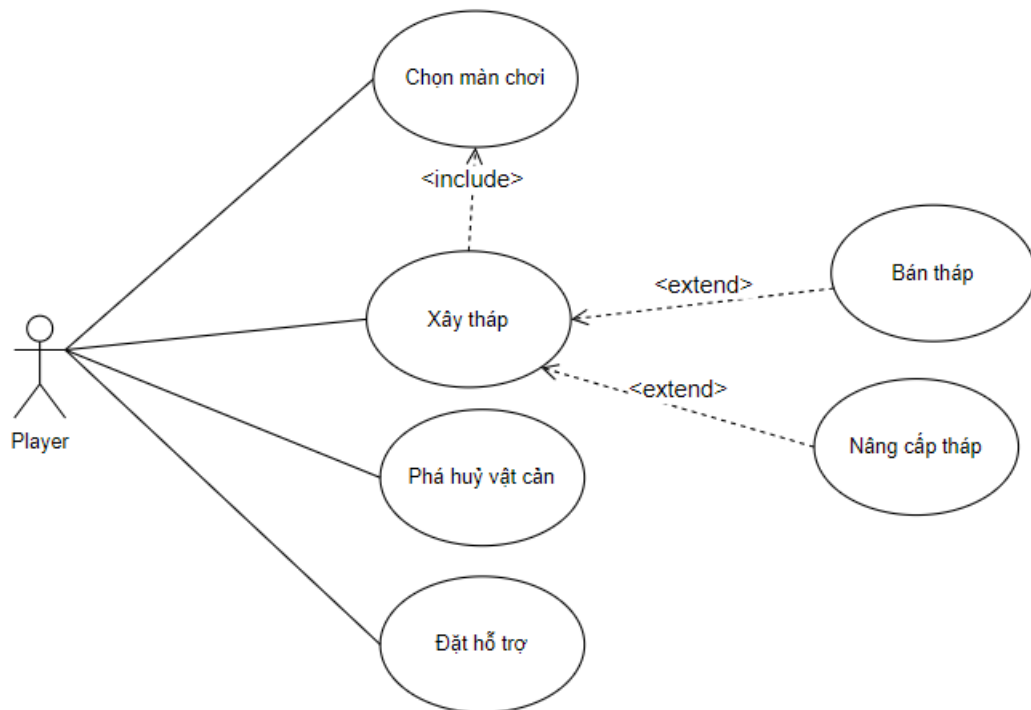 Chọn màn chơi
<include>
Bán tháp
<extend>
Xây tháp
<extend>
Nâng cấp tháp
Player
Phá huỷ vật cản
Đặt hỗ trợ